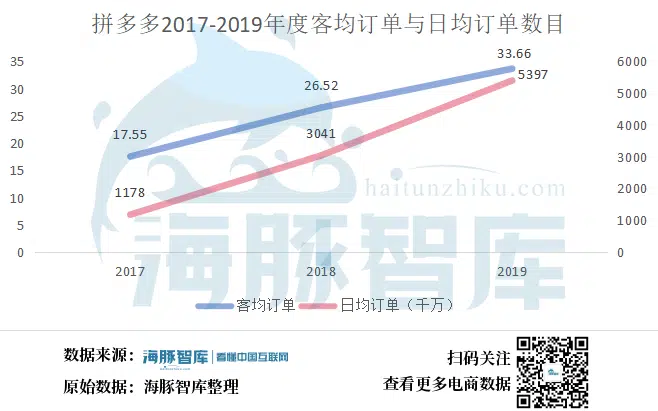 拼多多2017-2019年度客均订单与日均订单数目
35
30
25
20
15
10
5
0
6000
5000
4000
3000
2000
1000
0
17.55
26.52
33.66
1178
3041
5397
2017
2018
2019
haitunzhiku.com
海豚智库
客均订单
日均订单（千万）
数据来源：海豚智库 看懂中国互联网
原始数据：海豚智库整理
扫码关注
查看更多电商数据